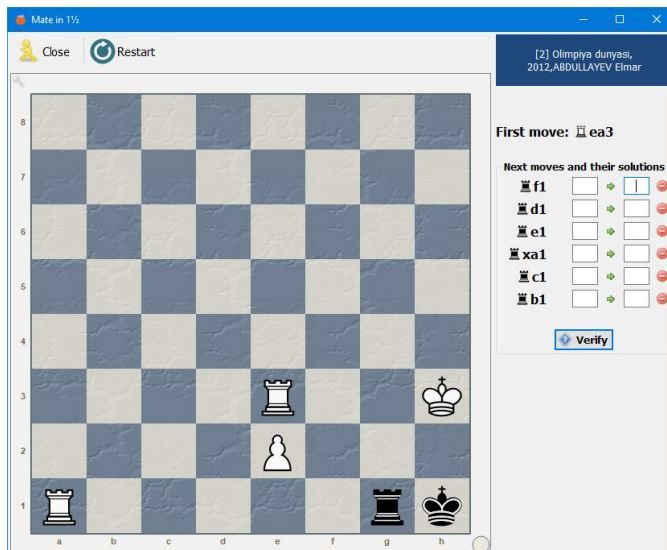 Mate in 1½
Close Restart
[2] Olimpiya dunyasi,
2012,ABDULLAYEV Elmar
First move: ♖ ea3
Next moves and their solutions
♜ f1
♜ d1
♜ e1
♜ xa1
♜ c1
♜ b1
Verify
8
7
6
5
4
3
2
1
a b c d e f g h